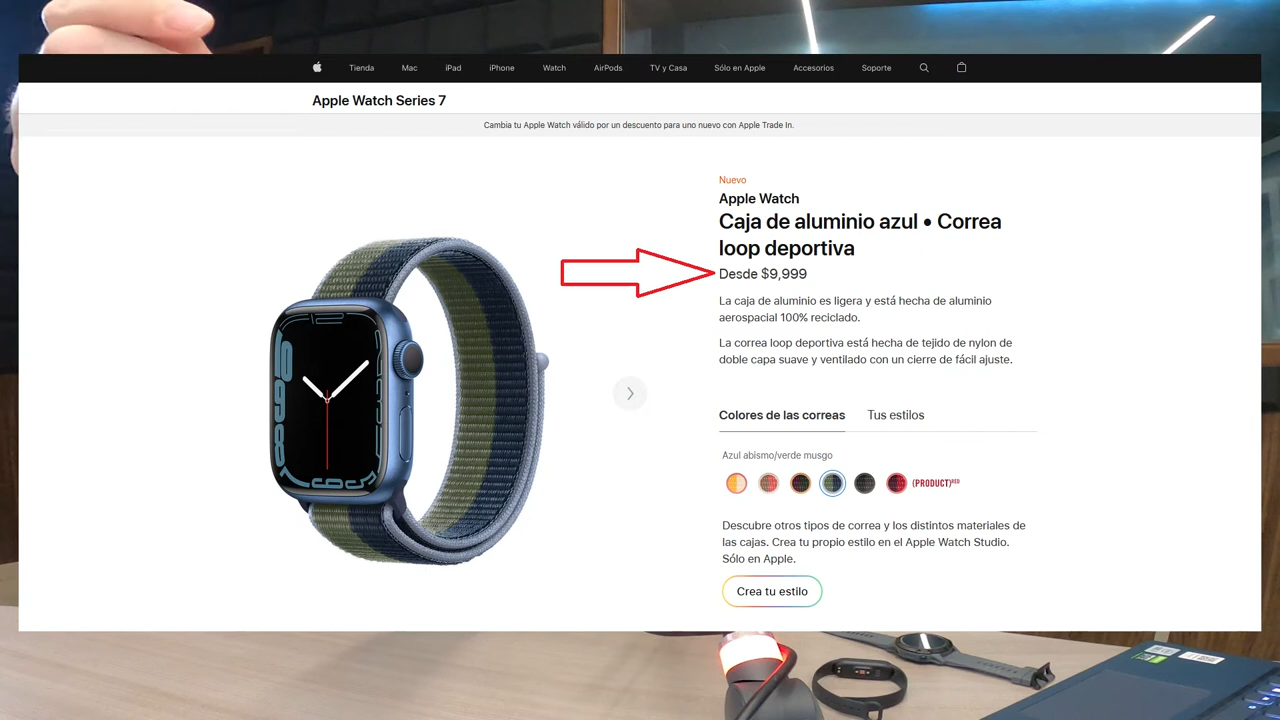 Tienda Mac iPad iPhone Watch AirPods TV y Casa Sólo en Apple Accesorios Soporte
Apple Watch Series 7
Cambia tu Apple Watch válido por un descuento para uno nuevo con Apple Trade In.
Nuevo
Apple Watch
Caja de aluminio azul • Correa
loop deportiva
Desde $9,999
La caja de aluminio es ligera y está hecha de aluminio
aerospacial 100% reciclado.
La correa loop deportiva está hecha de tejido de nylon de
doble capa suave y ventilado con un cierre de fácil ajuste.
Colores de las correas Tus estilos
Azul abismo/verde musgo
(PRODUCT)RED
Descubre otros tipos de correa y los distintos materiales de
las cajas. Crea tu propio estilo en el Apple Watch Studio.
Sólo en Apple.
Crea tu estilo